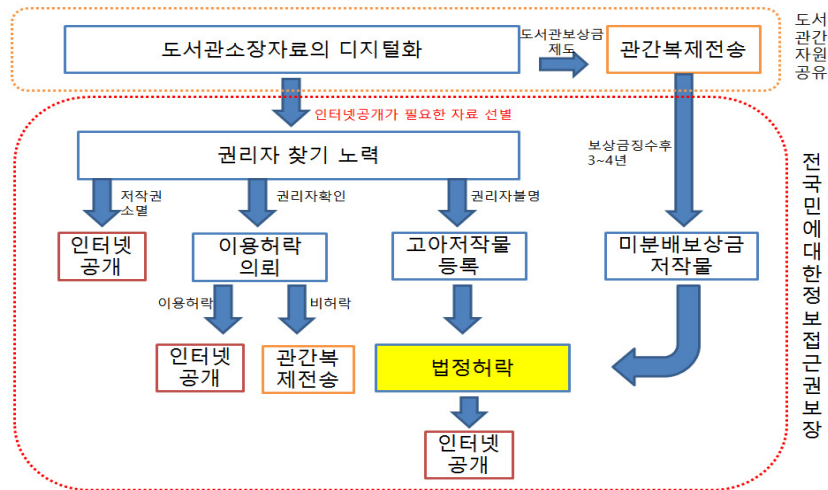 도서관소장자료의 디지털화
도서관보상금
제도
관간복제전송
도서
관간
자원
공유
인터넷공개가 필요한 자료 선별
권리자 찾기 노력
보상금징수후
3~4년
저작권
소멸
권리자확인
권리자불명
인터넷
공개
이용허락
의뢰
고아저작물
등록
미분배보상금
저작물
이용허락
비허락
인터넷
공개
관간복
제전송
법정허락
인터넷
공개
전
국
민
에
대
한
정
보
접
근
권
보
장